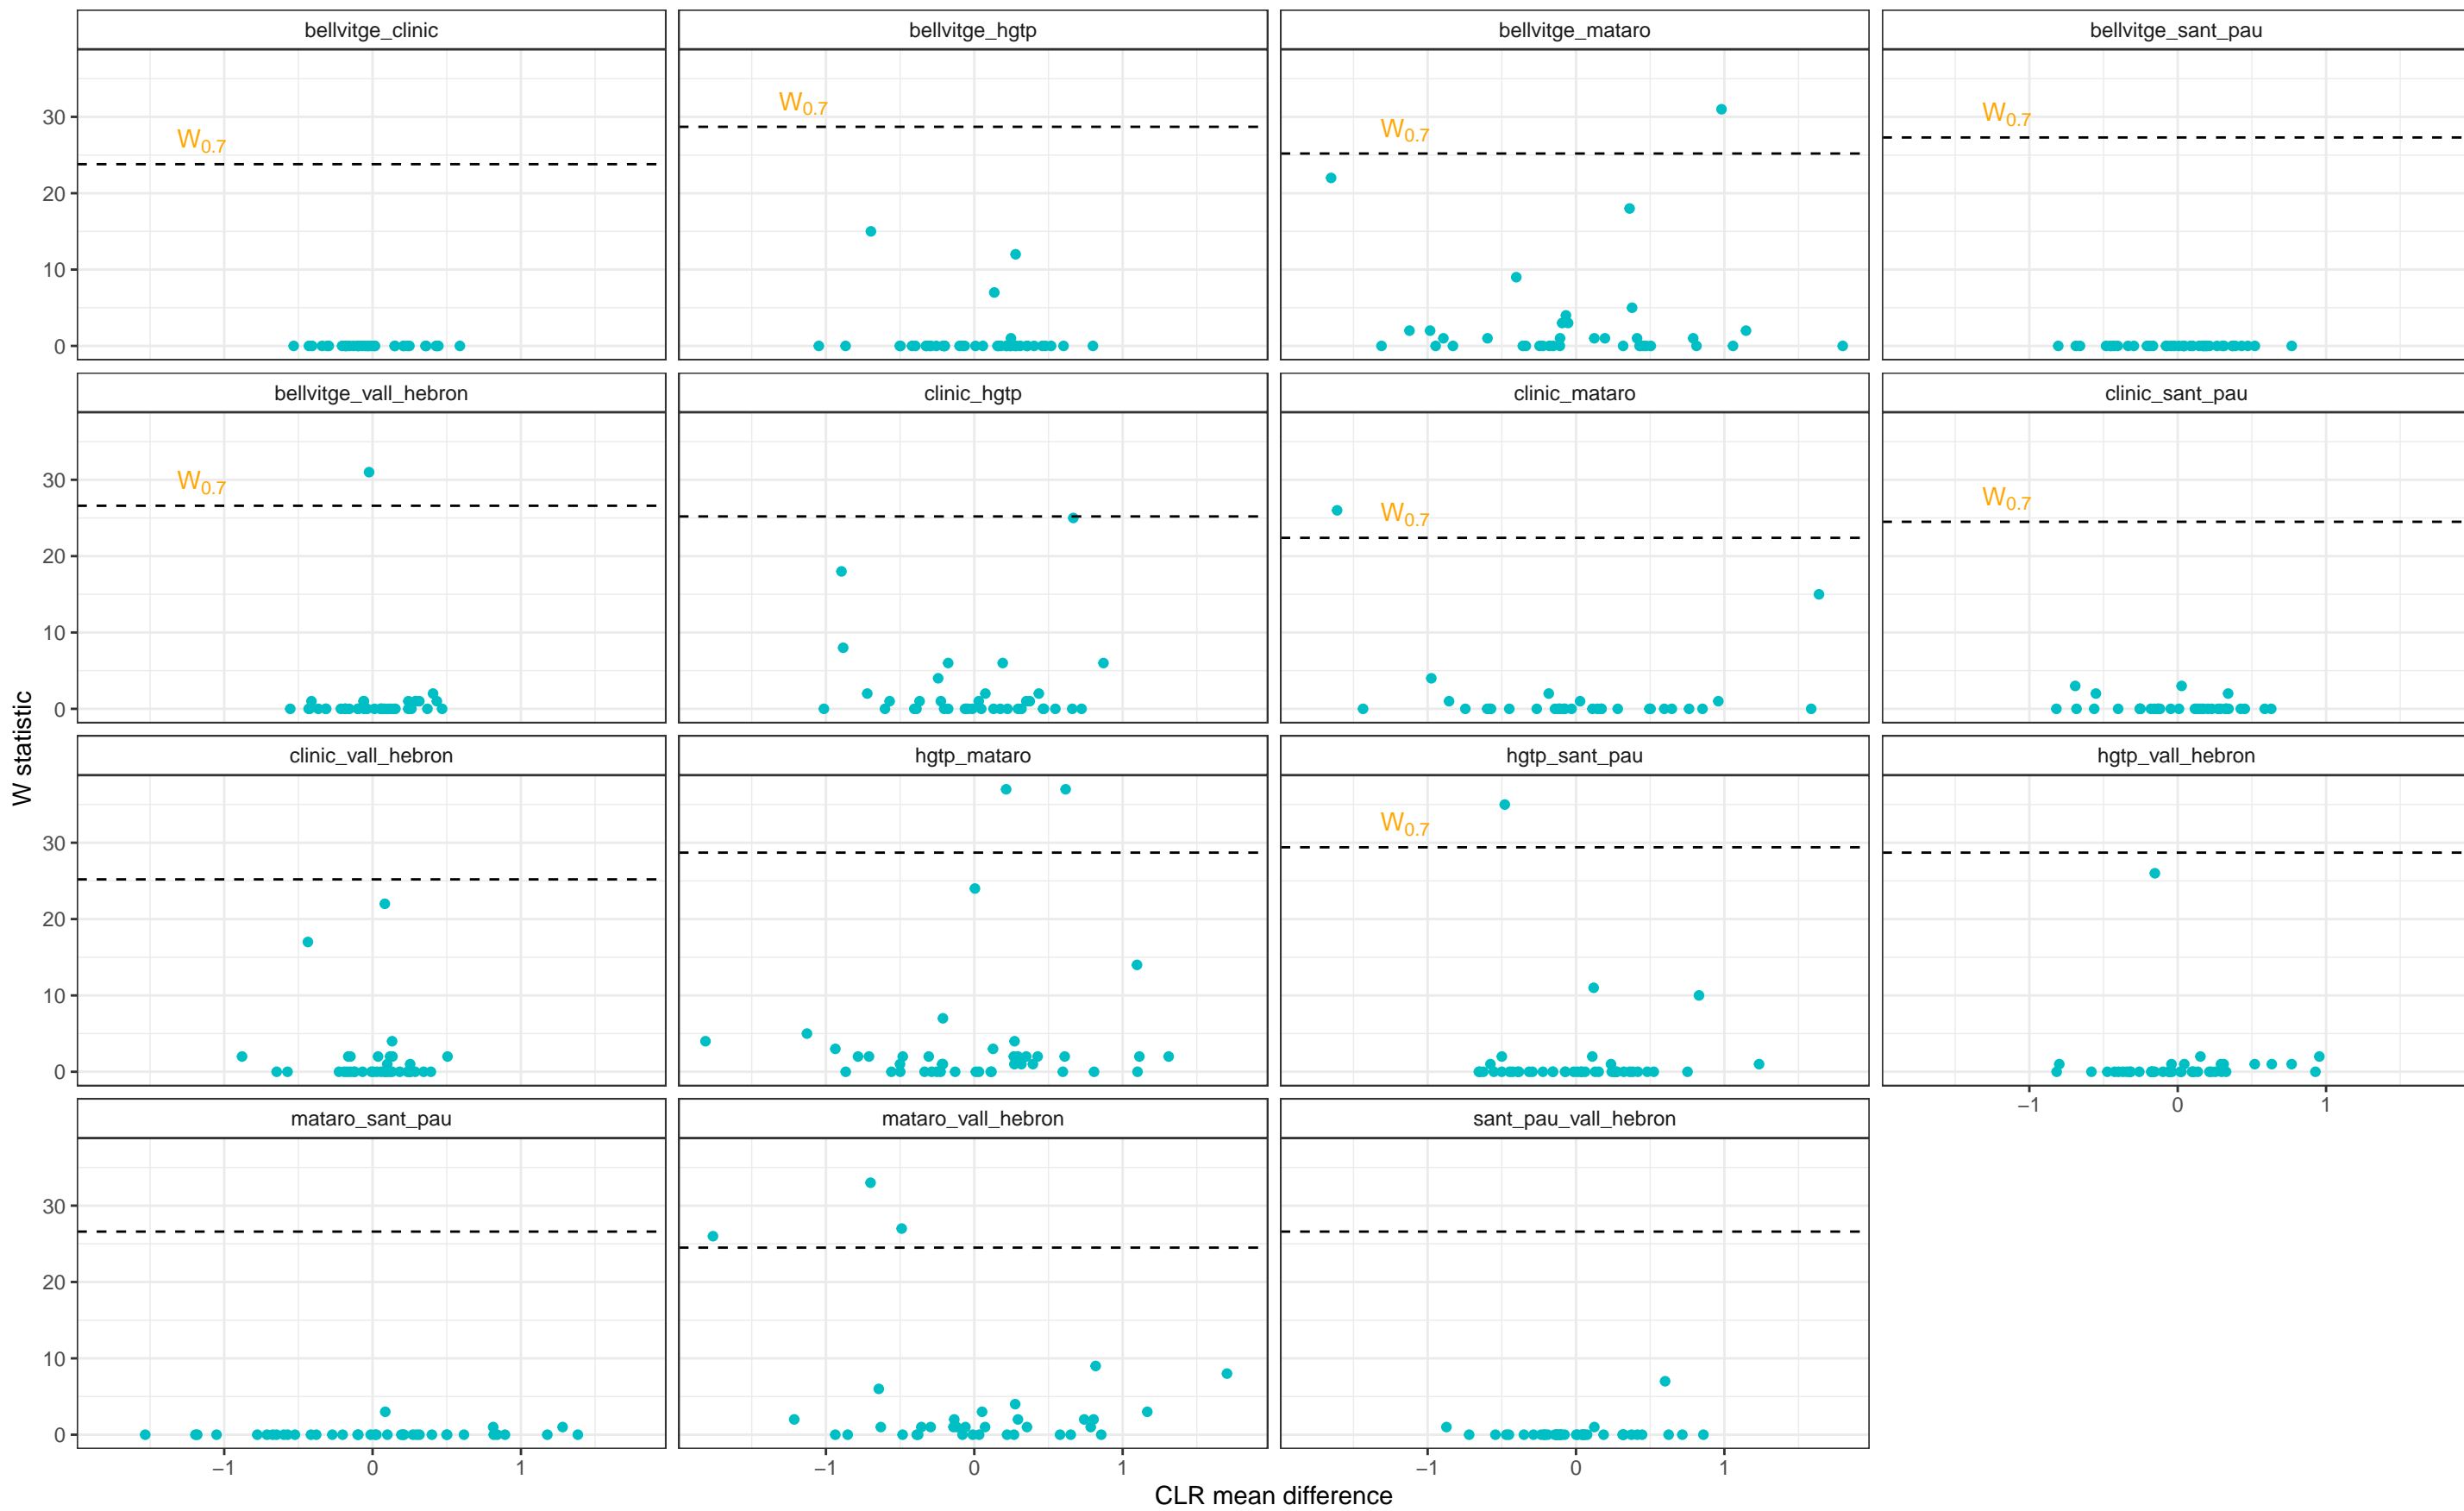 bellvitge_clinic
bellvitge_hgtp
bellvitge_mataro
bellvitge_sant_pau
30
20
10
0
W0.7
W0.7
W0.7
W0.7
bellvitge_vall_hebron
clinic_hgtp
clinic_mataro
clinic_sant_pau
30
20
10
0
W0.7
W0.7
W0.7
W statistic
clinic_vall_hebron
hgtp_mataro
hgtp_sant_pau
hgtp_vall_hebron
30
20
10
0
W0.7
−1 0 1
mataro_sant_pau
mataro_vall_hebron
sant_pau_vall_hebron
30
20
10
0
−1 0 1
−1 0 1
−1 0 1
CLR mean difference